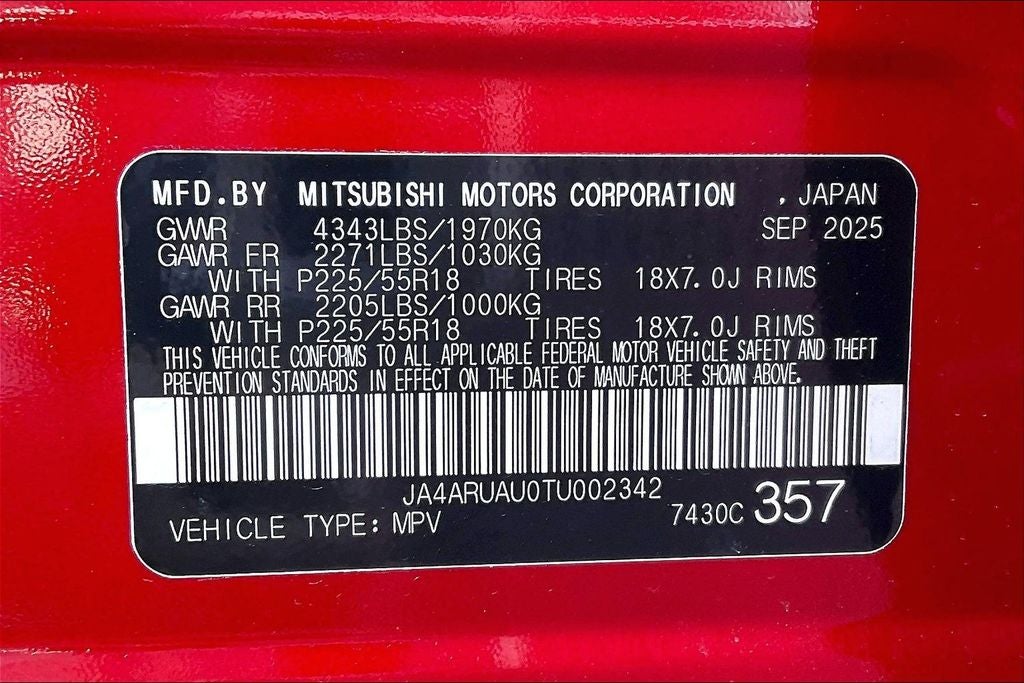 MFD.BY MITSUBISHI MOTORS CORPORATION , JAPAN
GWWR 4343LBS/1970KG SEP 2025
GAWR FR 2271LBS/1030KG
WITH P225/55R18 TIRES 18X7.0J RIMS
GAWR RR 2205LBS/1000KG
WITH P225/55R18 TIRES 18X7.0J RIMS
THIS VEHICLE CONFORMS TO ALL APPLICABLE FEDERAL MOTOR VEHICLE SAFETY AND THEFT
PREVENTION STANDARDS IN EFFECT ON THE DATE OF MANUFACTURE SHOWN ABOVE.
JA4ARUAU0TU002342
VEHICLE TYPE: MPV 7430C 357